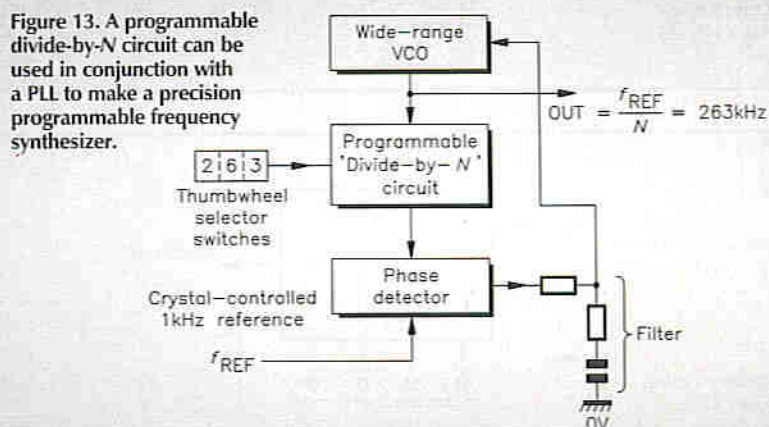 Figure 13. A programmable
divide-by-N circuit can be
used in conjunction with
a PLL to make a precision
programmable frequency
synthesizer.
Wide-range
VCO
OUT = fREF/N = 263kHz
Programmable
'Divide-by-N'
circuit
2 6 3
Thumbwheel
selector
switches
Phase
detector
Crystal-controlled
1kHz reference
fREF
Filter
0V